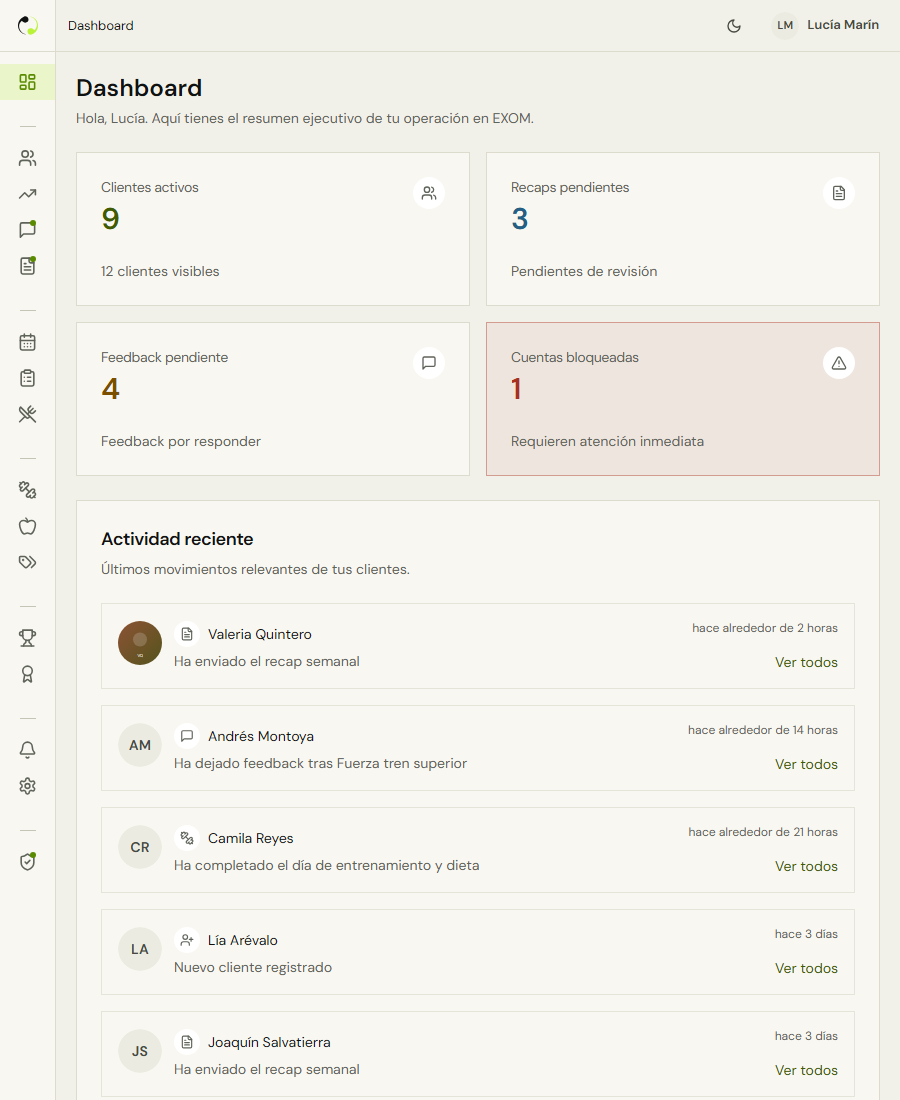 Dashboard
LM
Lucía Marín
Dashboard
Hola, Lucía. Aquí tienes el resumen ejecutivo de tu operación en EXOM.
Clientes activos
9
12 clientes visibles
Recaps pendientes
3
Pendientes de revisión
Feedback pendiente
4
Feedback por responder
Cuentas bloqueadas
1
Requieren atención inmediata
Actividad reciente
Últimos movimientos relevantes de tus clientes.
Valeria Quintero
hace alrededor de 2 horas
Ha enviado el recap semanal
Ver todos
AM
Andrés Montoya
hace alrededor de 14 horas
Ha dejado feedback tras Fuerza tren superior
Ver todos
CR
Camila Reyes
hace alrededor de 21 horas
Ha completado el día de entrenamiento y dieta
Ver todos
LA
Lía Arévalo
hace 3 días
Nuevo cliente registrado
Ver todos
JS
Joaquín Salvatierra
hace 3 días
Ha enviado el recap semanal
Ver todos